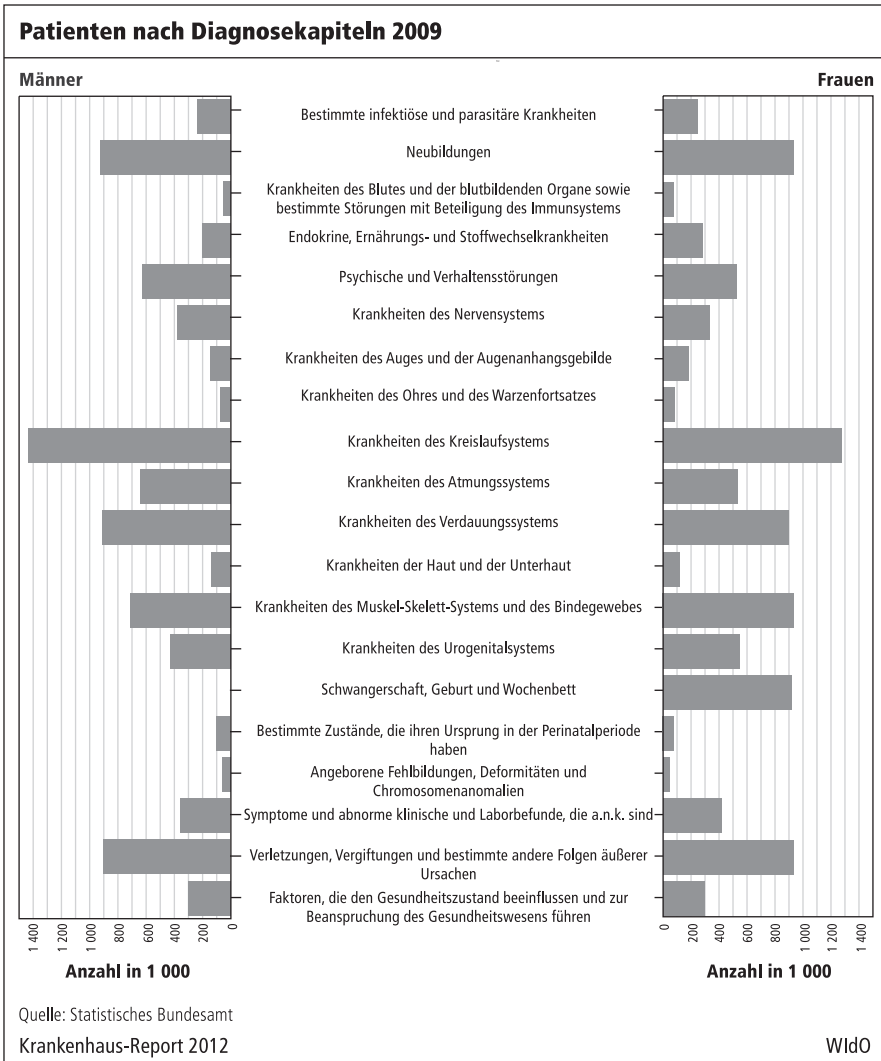 Patienten nach Diagnosekapiteln 2009
Männer
Frauen
Bestimmte infektiöse und parasitäre Krankheiten
Neubildungen
Krankheiten des Blutes und der blutbildenden Organe sowie
bestimmte Störungen mit Beteiligung des Immunsystems
Endokrine, Ernährungs- und Stoffwechselkrankheiten
Psychische und Verhaltensstörungen
Krankheiten des Nervensystems
Krankheiten des Auges und der Augenanhangsgebilde
Krankheiten des Ohres und des Warzenfortsatzes
Krankheiten des Kreislaufsystems
Krankheiten des Atmungssystems
Krankheiten des Verdauungssystems
Krankheiten der Haut und der Unterhaut
Krankheiten des Muskel-Skelett-Systems und des Bindegewebes
Krankheiten des Urogenitalsystems
Schwangerschaft, Geburt und Wochenbett
Bestimmte Zustände, die ihren Ursprung in der Perinatalperiode
haben
Angeborene Fehlbildungen, Deformitäten und
Chromosomenanomalien
Symptome und abnorme klinische und Laborbefunde, die a.n.k. sind
Verletzungen, Vergiftungen und bestimmte andere Folgen äußerer
Ursachen
Faktoren, die den Gesundheitszustand beeinflussen und zur
Beanspruchung des Gesundheitswesens führen
1 400 1 200 1 000 800 600 400 200 0
0 200 400 600 800 1 000 1 200 1 400
Anzahl in 1 000
Anzahl in 1 000
Quelle: Statistisches Bundesamt
Krankenhaus-Report 2012
WIdO